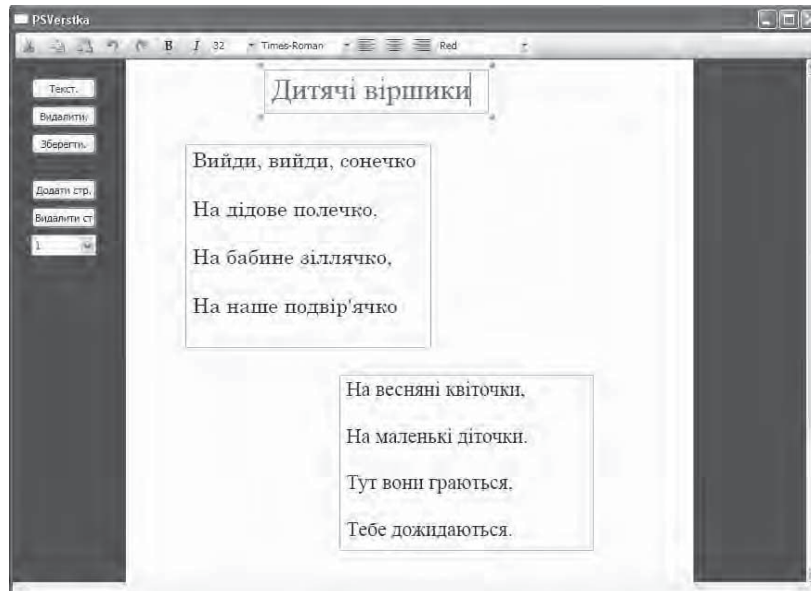 PSVerstka
B I 32 Times-Roman Red
Текст.
Видалити.
Зберегти.
Додати стр.
Видалити ст
1
Дитячі віршики
Вийди, вийди, сонечко
На дідове полечко.
На бабине зіллячко,
На наше подвір'ячко
На весняні квіточки,
На маленькі діточки.
Тут вони граються.
Тебе дожидаються.